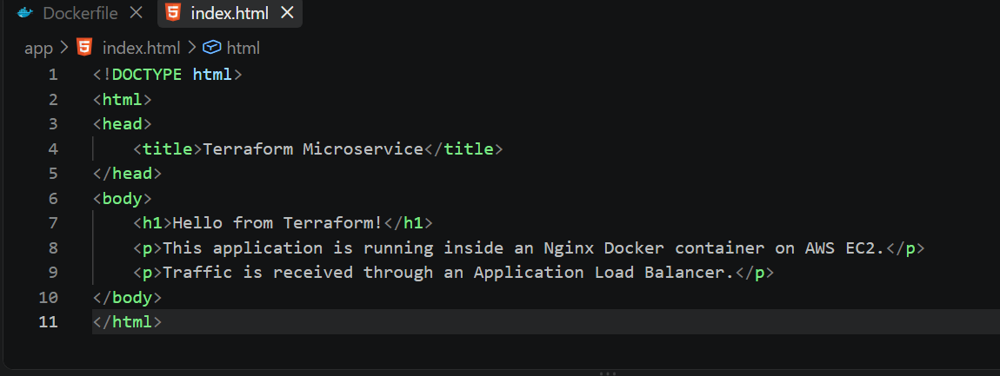 Dockerfile index.html
app > index.html > html
1 <!DOCTYPE html>
2 <html>
3 <head>
4     <title>Terraform Microservice</title>
5 </head>
6 <body>
7     <h1>Hello from Terraform!</h1>
8     <p>This application is running inside an Nginx Docker container on AWS EC2.</p>
9     <p>Traffic is received through an Application Load Balancer.</p>
10 </body>
11 </html>